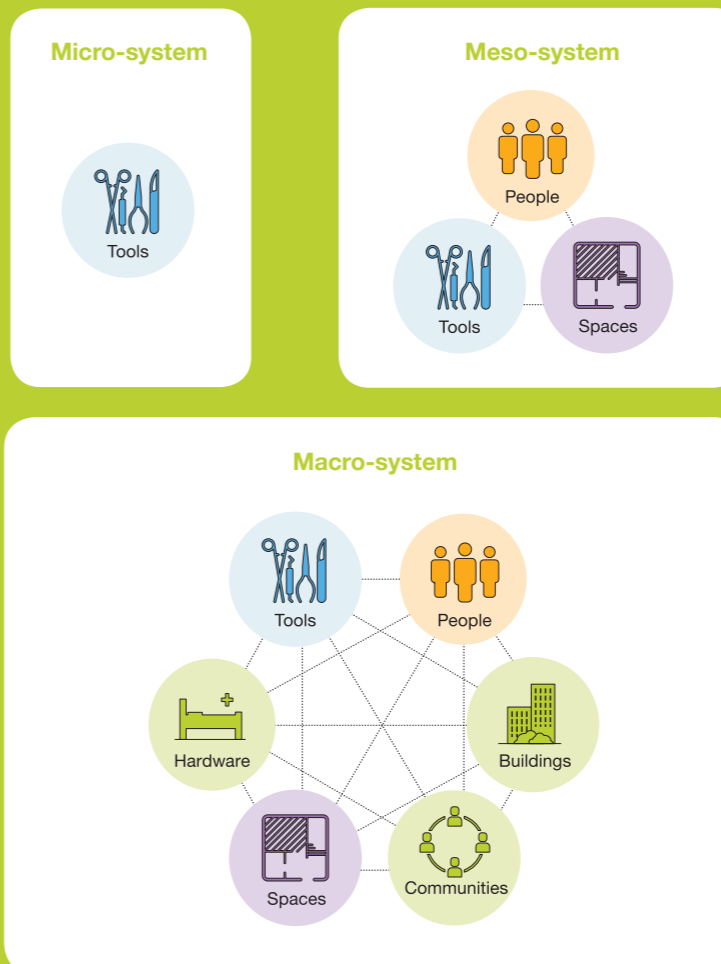 Micro-system
Tools
Meso-system
People
Tools
Spaces
Macro-system
Tools
People
Hardware
Buildings
Spaces
Communities